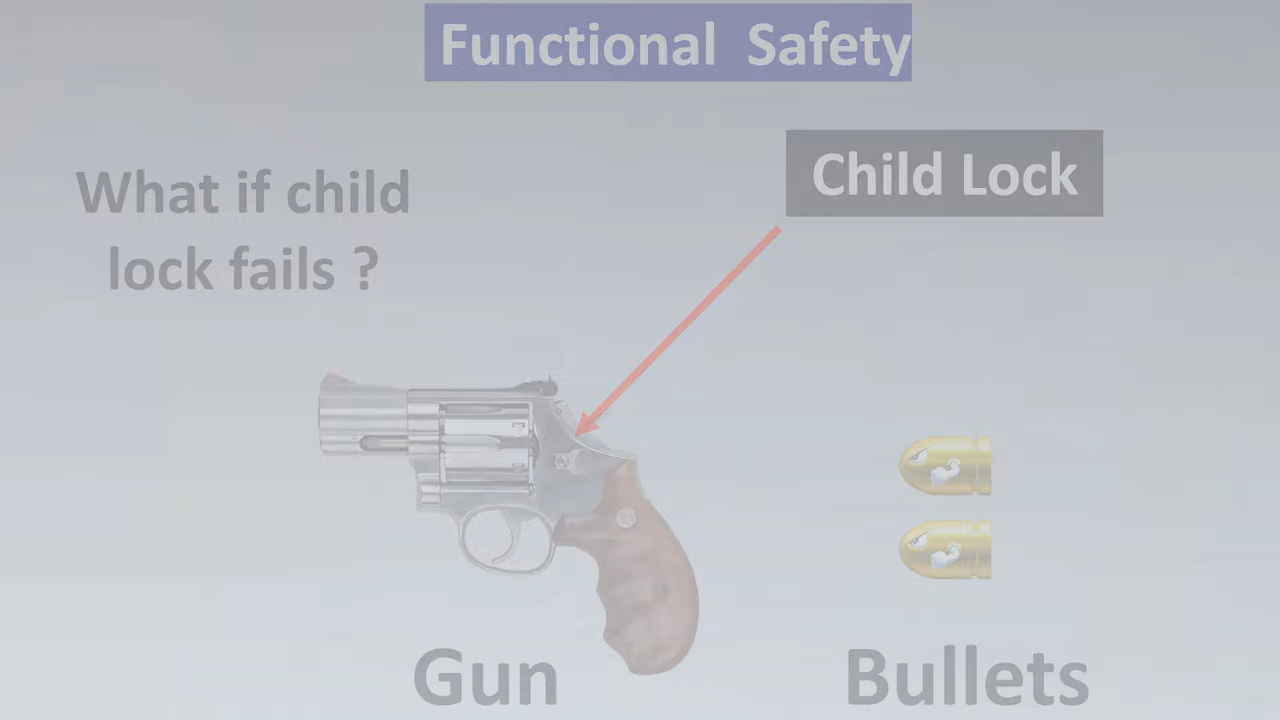 Functional Safety
Child Lock
What if child
lock fails ?
Gun
Bullets